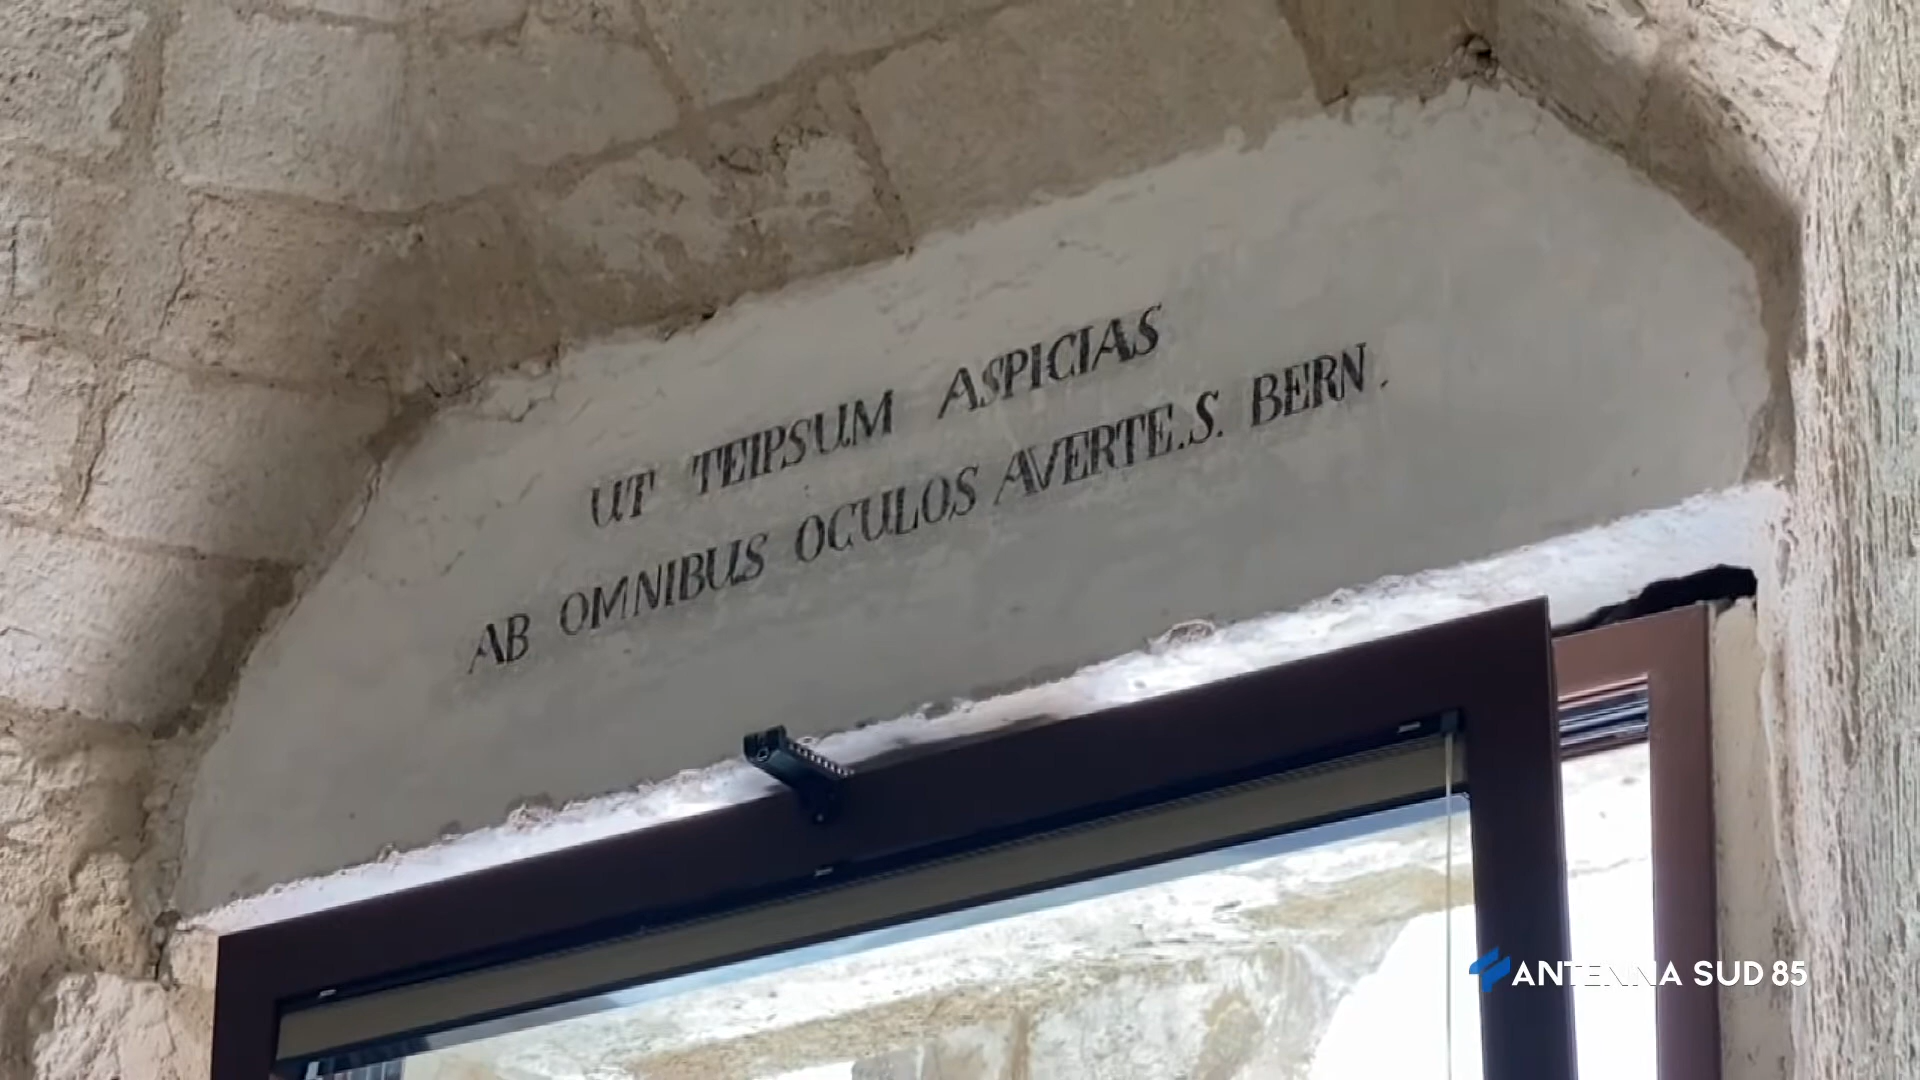 UT TEIPSUM ASPICIAS
AB OMNIBUS OCULOS AVERTE.S. BERN.
ANTENNA SUD 85